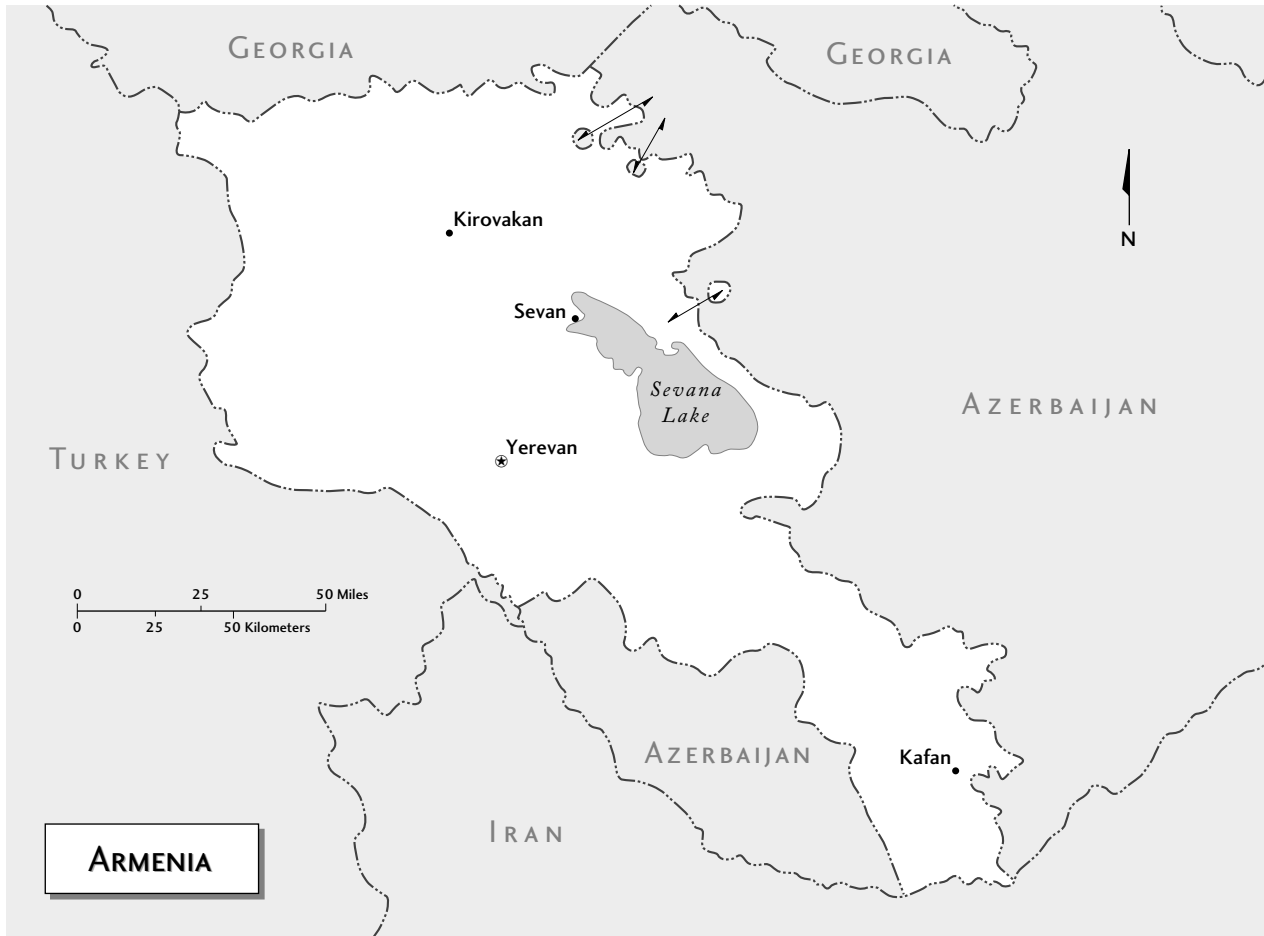 GEORGIA
GEORGIA
Kirovakan
N
Sevan
Sevana
Lake
AZERBAIJAN
Yerevan
TURKEY
0 25 50 Miles
0 25 50 Kilometers
AZERBAIJAN
Kafan
IRAN
ARMENIA